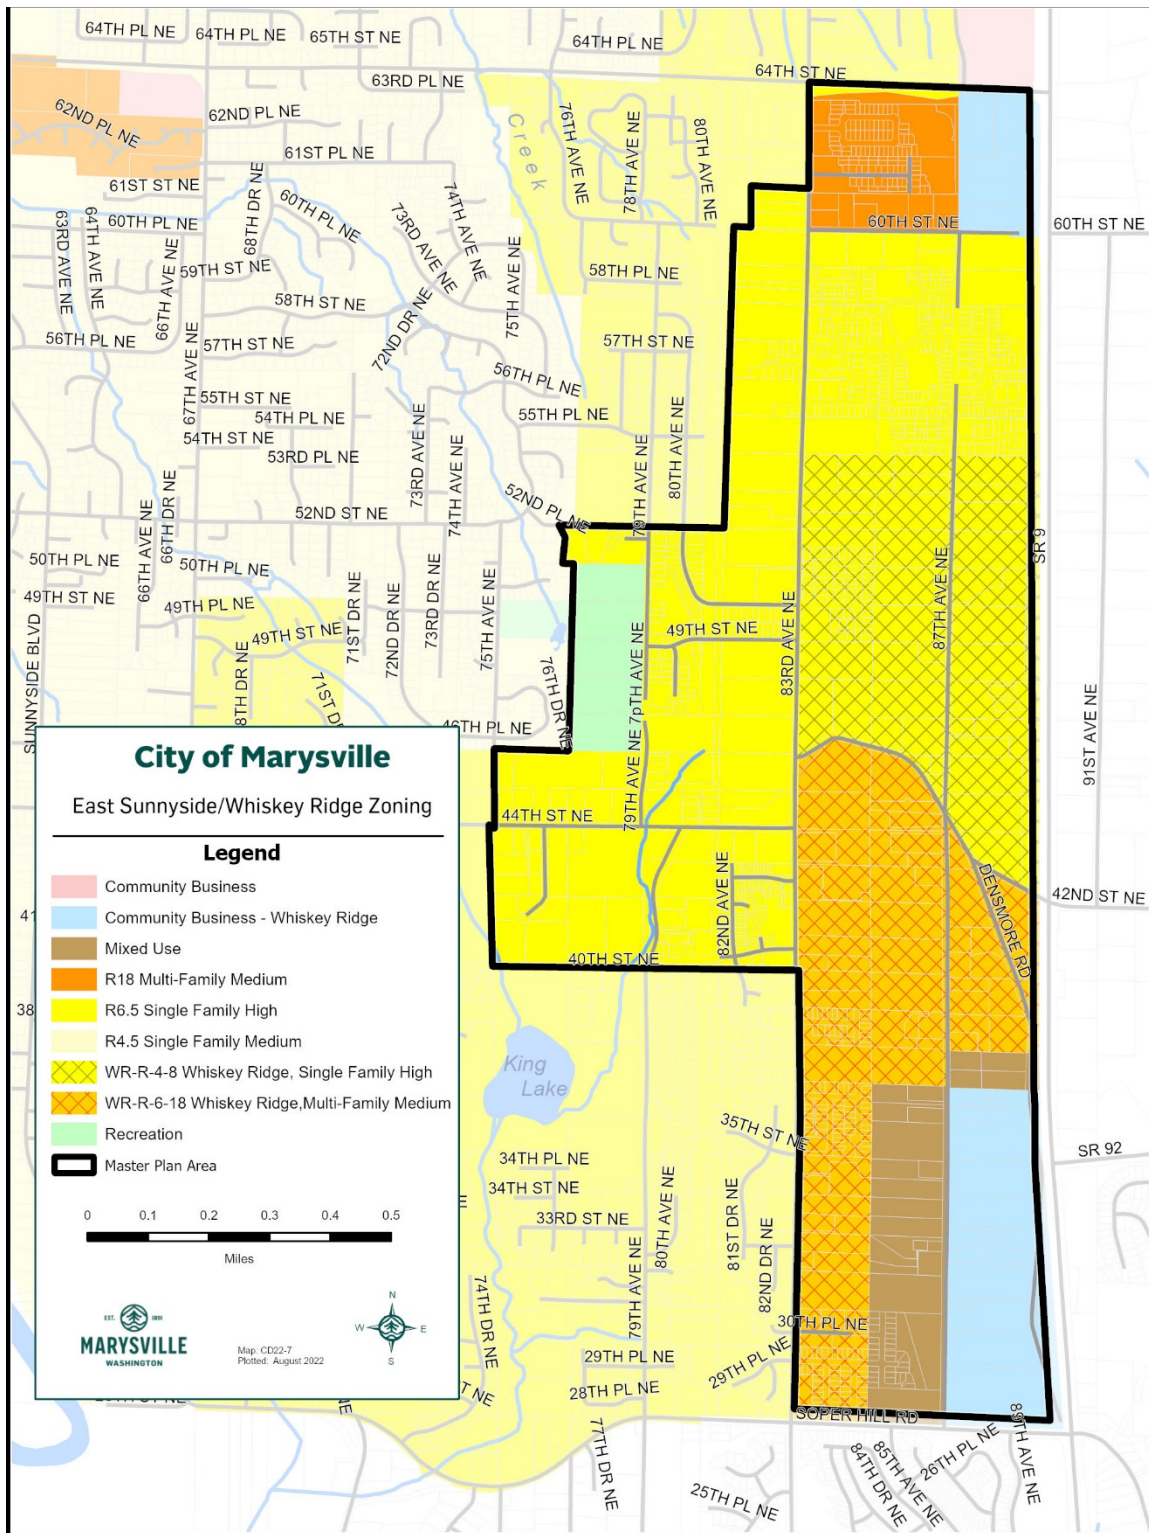 64TH PL NE
64TH PL NE
65TH ST NE
64TH PL NE
63RD PL NE
64TH ST NE
62ND PL NE
62ND PL NE
Creek
76TH AVE NE
78TH AVE NE
80TH AVE NE
61ST PL NE
61ST ST NE
60TH PL NE
68TH DR NE
60TH PL NE
74TH AVE NE
73RD AVE NE
63RD AVE NE
64TH AVE NE
66TH AVE NE
59TH ST NE
75TH AVE NE
58TH PL NE
60TH ST NE
60TH ST NE
58TH ST NE
72ND DR NE
56TH PL NE
67TH AVE NE
57TH ST NE
57TH ST NE
56TH PL NE
55TH ST NE
54TH PL NE
54TH ST NE
53RD PL NE
73RD AVE NE
74TH AVE NE
55TH PL NE
79TH AVE NE
80TH AVE NE
52ND PL NE
52ND ST NE
66TH DR NE
66TH AVE NE
50TH PL NE
50TH PL NE
49TH ST NE
49TH PL NE
49TH ST NE
71ST DR NE
72ND DR NE
73RD DR NE
75TH AVE NE
76TH DR NE
49TH ST NE
79TH AVE NE
7pTH AVE NE
83RD AVE NE
87TH AVE NE
SR 9
91ST AVE NE
SUNNYSIDE BLVD
8TH DR NE
71ST DR
46TH PL NE
44TH ST NE
82ND AVE NE
40TH ST NE
DENSMORE RD
42ND ST NE
41
38
City of Marysville
East Sunnyside/Whiskey Ridge Zoning
Legend
Community Business
Community Business - Whiskey Ridge
Mixed Use
R18 Multi-Family Medium
R6.5 Single Family High
R4.5 Single Family Medium
WR-R-4-8 Whiskey Ridge, Single Family High
WR-R-6-18 Whiskey Ridge,Multi-Family Medium
Recreation
Master Plan Area
0 0.1 0.2 0.3 0.4 0.5
Miles
EST. 1891
MARYSVILLE
WASHINGTON
Map: CD22-7
Plotted: August 2022
N
W E
S
King
Lake
35TH ST NE
34TH PL NE
34TH ST NE
33RD ST NE
80TH AVE NE
81ST DR NE
82ND DR NE
SR 92
74TH DR NE
79TH AVE NE
30TH PL NE
29TH PL NE
29TH PL NE
28TH PL NE
SOPER HILL RD
77TH DR NE
25TH PL NE
84TH DR NE
85TH AVE NE
26TH PL NE
89TH AVE NE